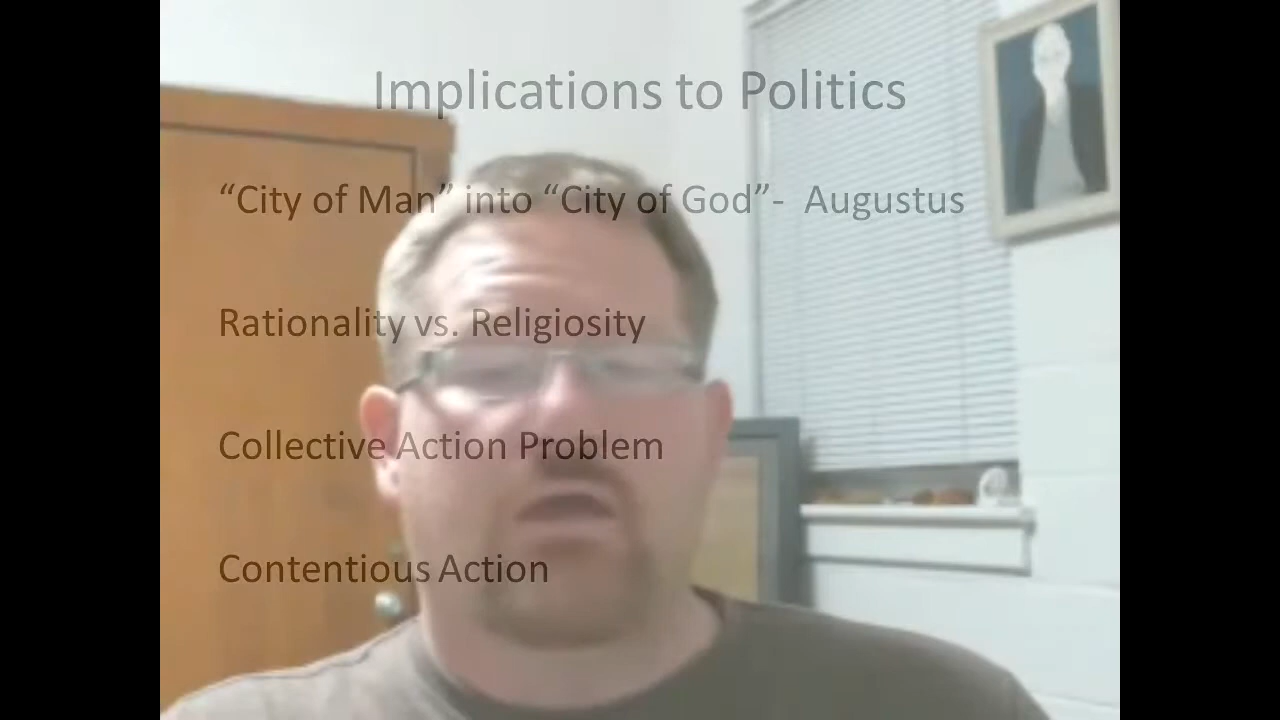 Implications to Politics
“City of Man” into “City of God”-  Augustus
Rationality vs. Religiosity
Collective Action Problem
Contentious Action